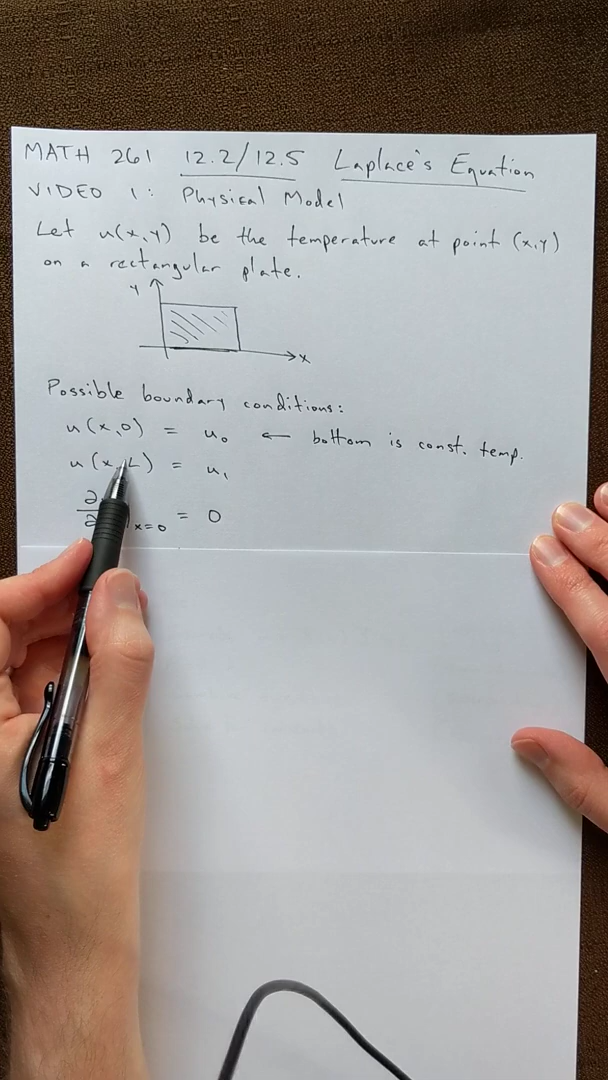 MATH 261 12.2/12.5 Laplace's Equation
VIDEO 1: Physical Model
Let u(x,y) be the temperature at point (x,y)
on a rectangular plate.
y
x
Possible boundary conditions:
u(x,0) = u₀ ← bottom is const. temp.
u(x,L) = u₁
x=0 = 0